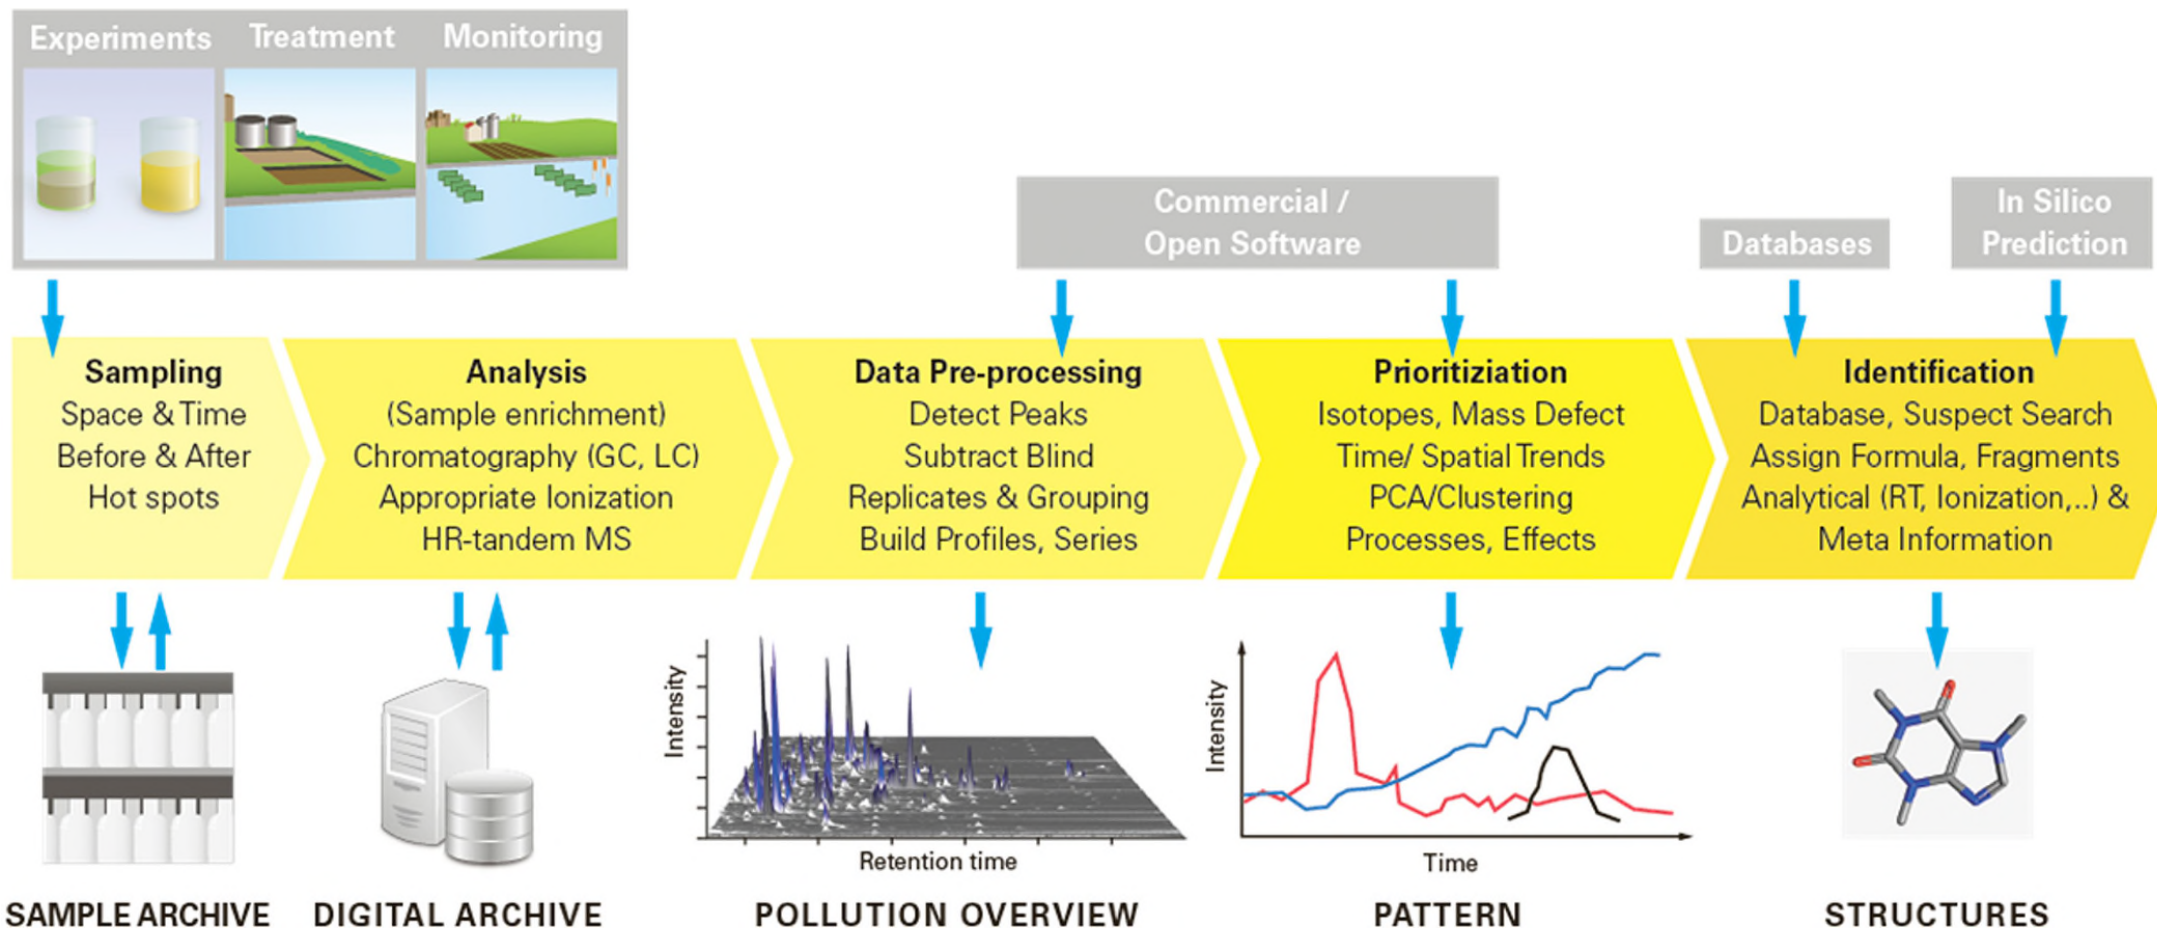 Experiments Treatment Monitoring
Commercial /
Open Software
Databases
In Silico
Prediction
Sampling
Space & Time
Before & After
Hot spots
Analysis
(Sample enrichment)
Chromatography (GC, LC)
Appropriate Ionization
HR-tandem MS
Data Pre-processing
Detect Peaks
Subtract Blind
Replicates & Grouping
Build Profiles, Series
Prioritiziation
Isotopes, Mass Defect
Time/ Spatial Trends
PCA/Clustering
Processes, Effects
Identification
Database, Suspect Search
Assign Formula, Fragments
Analytical (RT, Ionization,..) &
Meta Information
Intensity
Retention time
Intensity
Time
SAMPLE ARCHIVE
DIGITAL ARCHIVE
POLLUTION OVERVIEW
PATTERN
STRUCTURES